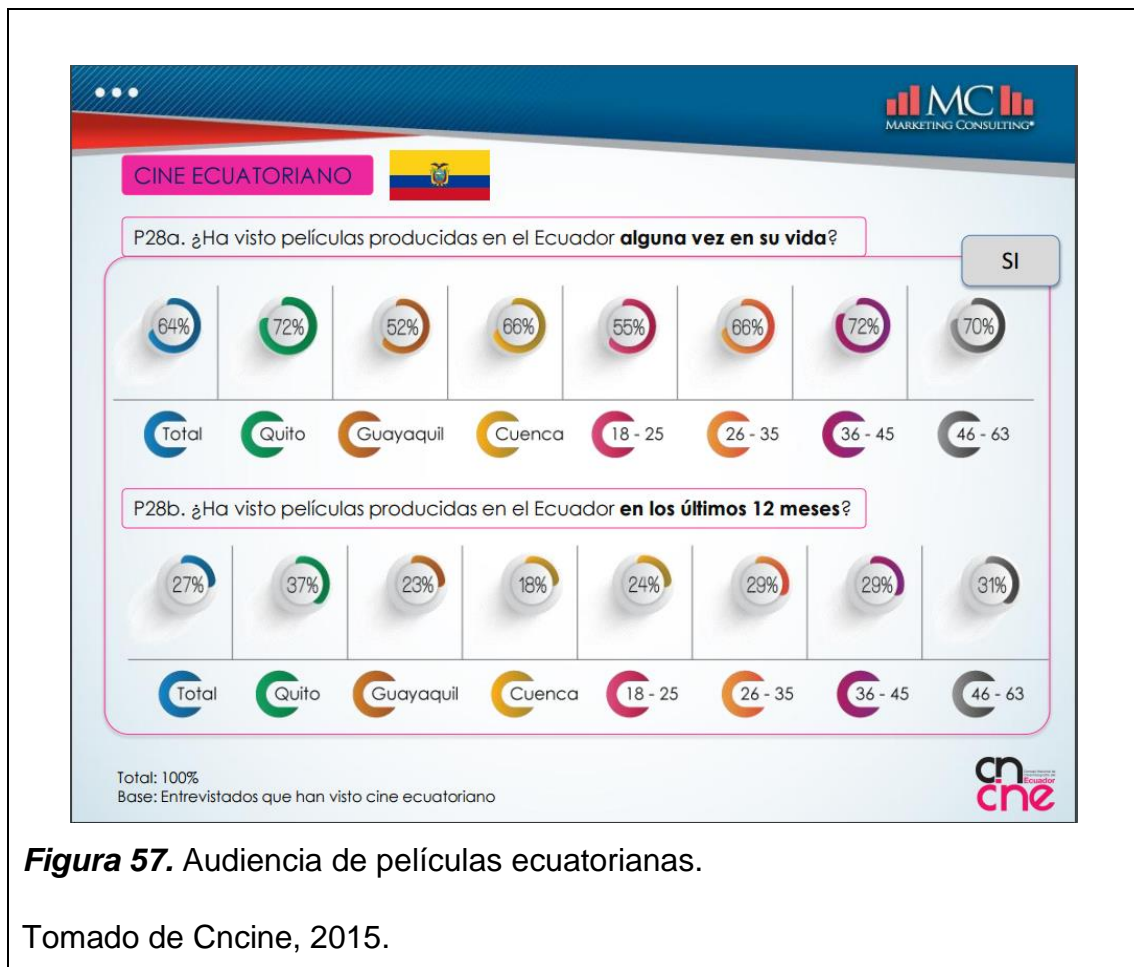 MC
MARKETING CONSULTING®
CINE ECUATORIANO
P28a. ¿Ha visto películas producidas en el Ecuador alguna vez en su vida?
SI
64% 72% 52% 66% 55% 66% 72% 70%
Total Quito Guayaquil Cuenca 18 - 25 26 - 35 36 - 45 46 - 63
P28b. ¿Ha visto películas producidas en el Ecuador en los últimos 12 meses?
27% 37% 23% 18% 24% 29% 29% 31%
Total Quito Guayaquil Cuenca 18 - 25 26 - 35 36 - 45 46 - 63
Total: 100%
Base: Entrevistados que han visto cine ecuatoriano
cn
Ecuador
cne
Figura 57. Audiencia de películas ecuatorianas.
Tomado de Cncine, 2015.